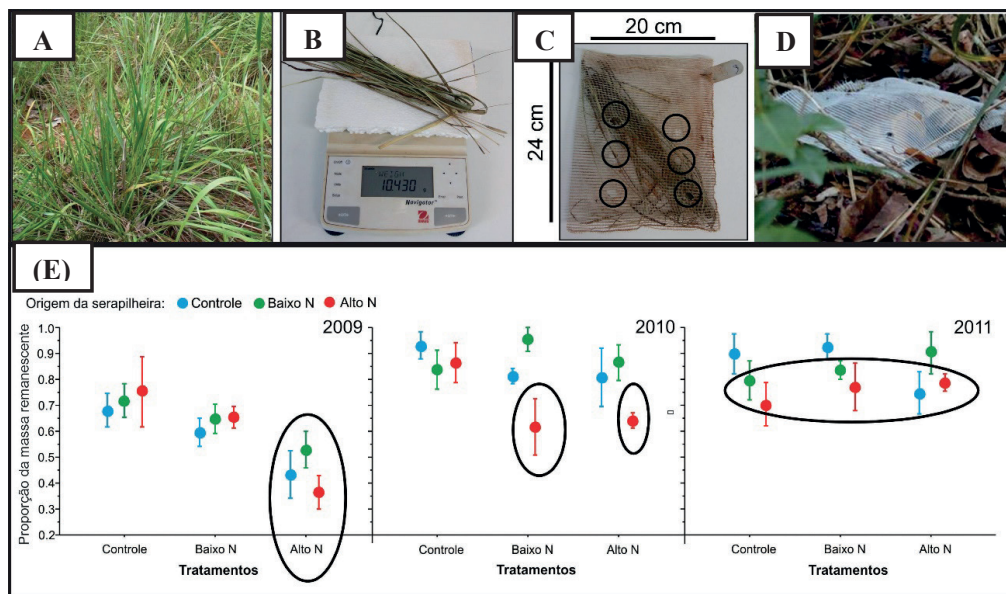 A
B
C
D
20 cm
24 cm
WEIGH
10.430 g
Navigator
OHAUS
(E)
Origem da serapilheira: Controle Baixo N Alto N
2009
2010
2011
Proporção da massa remanescente
1.0
0.9
0.8
0.7
0.6
0.5
0.4
0.3
0.2
Controle Baixo N Alto N
Controle Baixo N Alto N
Controle Baixo N Alto N
Tratamentos
Tratamentos
Tratamentos